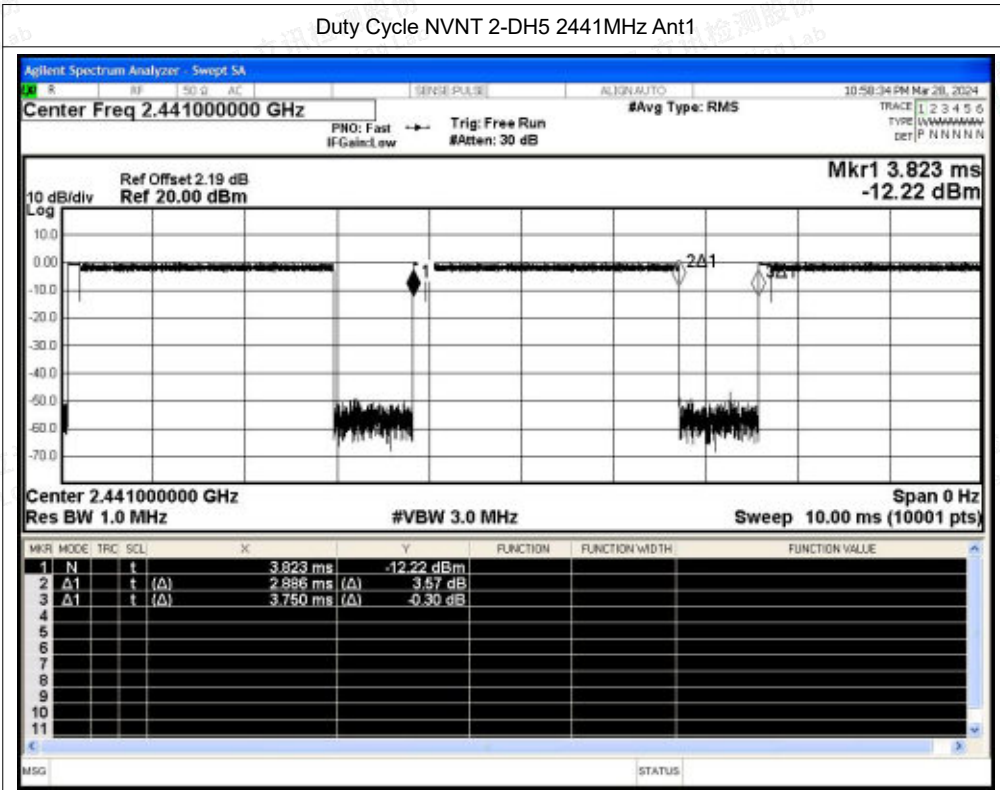 Duty Cycle NVNT 2-DH5 2441MHz Ant1
Agilent Spectrum Analyzer - Swept SA
R RF 50 Ω AC SENSE:PULSE ALIGNAUTO 10:58:34 PM Mar 28, 2024
Center Freq 2.441000000 GHz #Avg Type: RMS TRACE 1 2 3 4 5 6
PNO: Fast Trig: Free Run TYPE
IFGain:Low #Atten: 30 dB DET P N N N N N
Mkr1 3.823 ms
Ref Offset 2.19 dB
10 dB/div Ref 20.00 dBm -12.22 dBm
Log
10.0
0.00
-10.0
-20.0
-30.0
-40.0
-50.0
-60.0
-70.0
1
2Δ1
3Δ1
Center 2.441000000 GHz Span 0 Hz
Res BW 1.0 MHz #VBW 3.0 MHz Sweep 10.00 ms (10001 pts)
MKR MODE TRC SCL X Y FUNCTION FUNCTION WIDTH FUNCTION VALUE
1 N t 3.823 ms -12.22 dBm
2 Δ1 t (Δ) 2.886 ms (Δ) 3.57 dB
3 Δ1 t (Δ) 3.750 ms (Δ) -0.30 dB
4
5
6
7
8
9
10
11
MSG STATUS